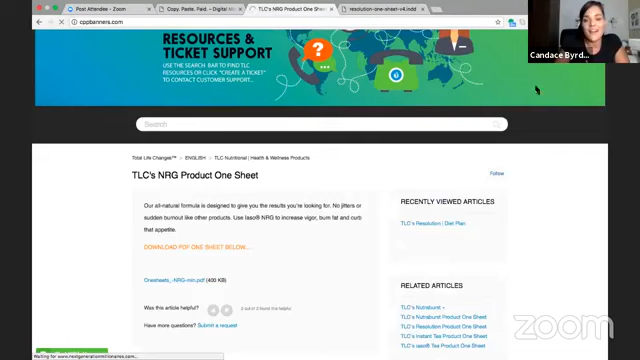 Post Attendee – Zoom
Copy. Paste. Paid. – Digital M
TLC's NRG Product One Sheet
resolution-one-sheet-v4.indd
cppbanners.com
Candace Byrd...
RESOURCES &
TICKET SUPPORT
USE THE SEARCH BAR TO FIND TLC
RESOURCES OR CLICK "CREATE A TICKET"
TO CONTACT CUSTOMER SUPPORT...
Search
Total Life Changes™ > ENGLISH > TLC Nutritional | Health & Wellness Products
TLC's NRG Product One Sheet
Follow
Our all-natural formula is designed to give you the results you're looking for. No jitters or
sudden burnout like other products. Use Iaso® NRG to increase vigor, burn fat and curb
that appetite.
DOWNLOAD PDF ONE SHEET BELOW...
Onesheets_-NRG-min.pdf (400 KB)
Was this article helpful?
2 out of 2 found this helpful
Have more questions? Submit a request
RECENTLY VIEWED ARTICLES
TLC's Resolution | Diet Plan
RELATED ARTICLES
TLC's Nutraburst –
TLC's Nutraburst Product One Sheet
TLC's Resolution Product One Sheet
TLC's Instant Tea Product One Sheet
TLC's Iaso® Tea Product One Sheet
zoom
Waiting for www.nextgenerationmillionaires.com...